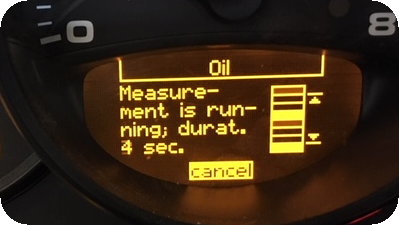 0
8
Oil
Measure-
ment is run-
ning; durat.
4 sec.
cancel